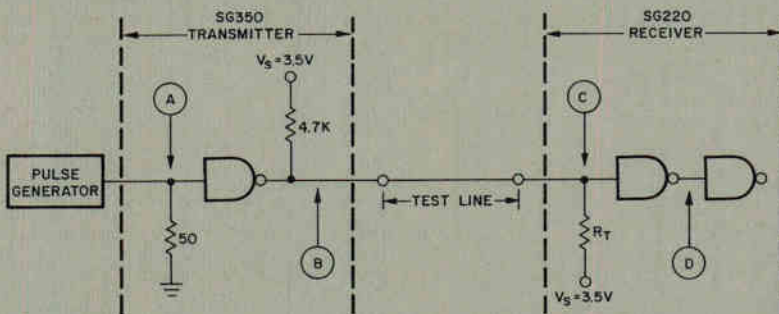 SG350
TRANSMITTER
SG220
RECEIVER
V_S = 3.5V
A
C
4.7K
PULSE
GENERATOR
TEST LINE
50
B
R_T
D
V_S = 3.5V